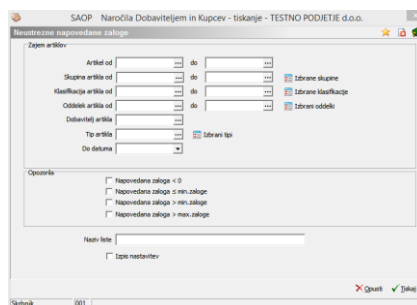 SAOP Naročila Dobaviteljem in Kupcev - tiskanje - TESTNO PODJETJE d.o.o.
Neustrezne napovedane zaloge
Zajem artiklov
Artikel od ... do ...
Skupina artikla od ... do ... Izbrane skupine
Klasifikacija artikla od ... do ... Izbrane klasifikacije
Oddelek artikla od ... do ... Izbrani oddelki
Dobavitelj artikla ...
Tip artikla ... Izbrani tipi
Do datuma
Opozorila
Napovedana zaloga < 0
Napovedana zaloga ≤ min.zaloge
Napovedana zaloga > min.zaloge
Napovedana zaloga > max.zaloge
Naziv liste
Izpis nastavitev
Opusti Tiskaj
Skrbnik 001